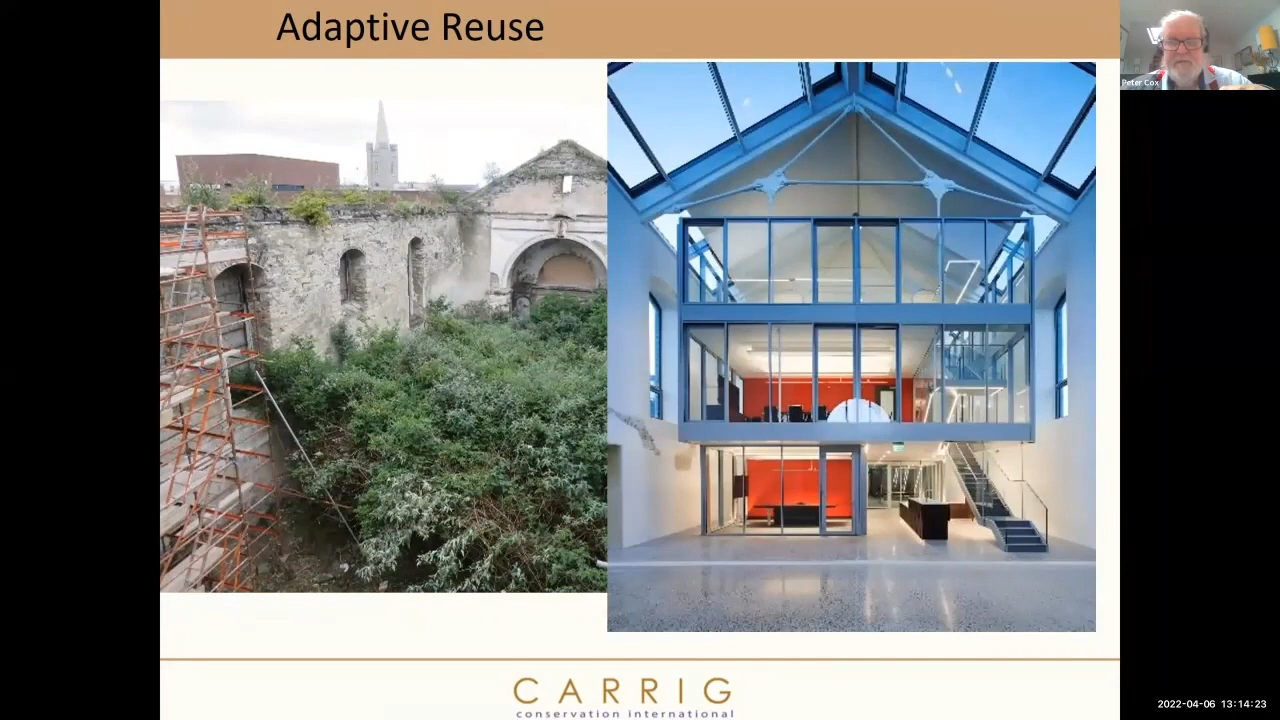 Adaptive Reuse
Peter Cox
CARRIG
conservation international
2022-04-06 13:14:23